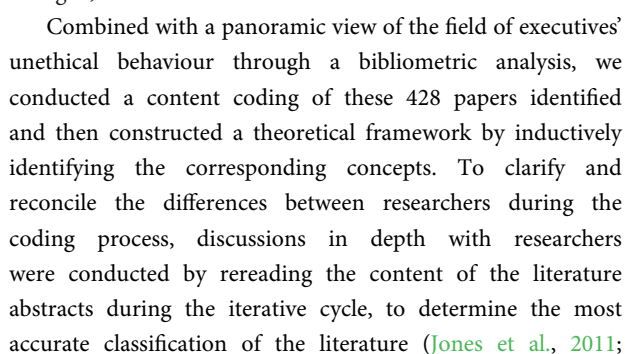 Combined with a panoramic view of the field of executives'
unethical behaviour through a bibliometric analysis, we
conducted a content coding of these 428 papers identified
and then constructed a theoretical framework by inductively
identifying the corresponding concepts. To clarify and
reconcile the differences between researchers during the
coding process, discussions in depth with researchers
were conducted by rereading the content of the literature
abstracts during the iterative cycle, to determine the most
accurate classification of the literature (Jones et al., 2011;